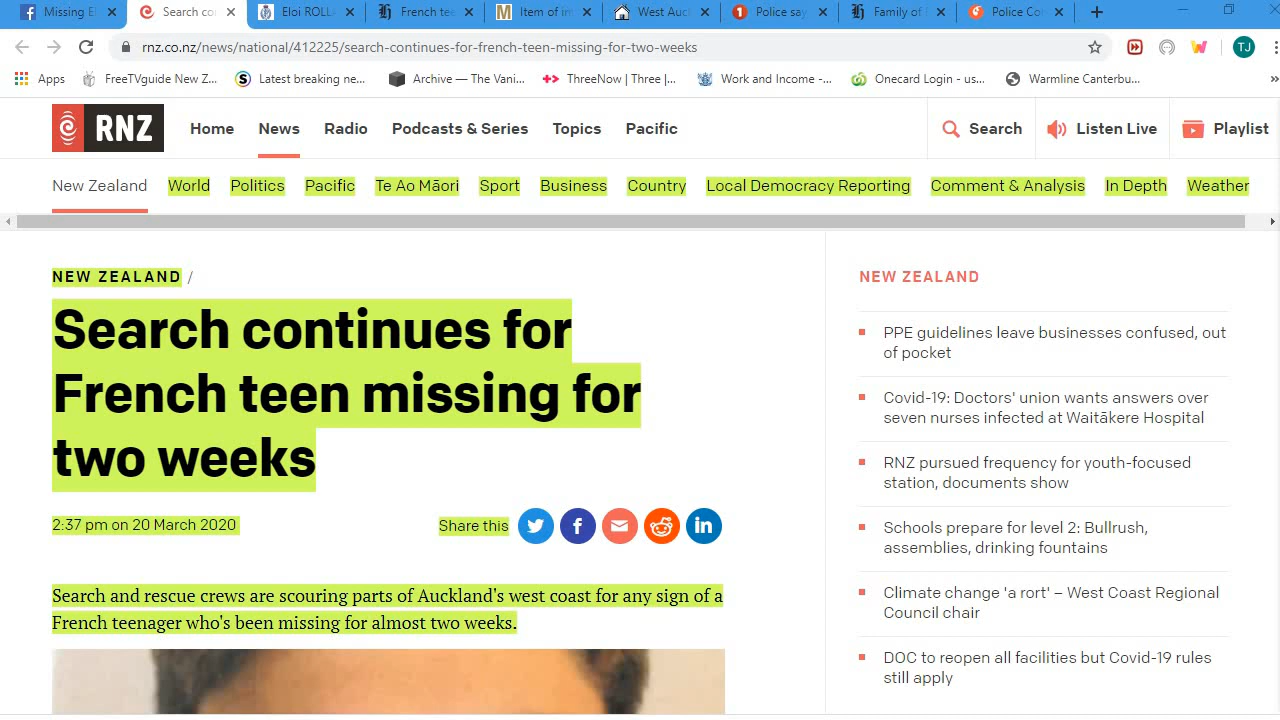 Missing E
Search co
Eloi ROLL
French tee
Item of i
West Auc
Police say
Family of
Police Co
rnz.co.nz/news/national/412225/search-continues-for-french-teen-missing-for-two-weeks
TJ
Apps
FreeTVguide New Z...
Latest breaking ne...
Archive — The Vani...
ThreeNow | Three |...
Work and Income -...
Onecard Login - us...
Warmline Canterbu...
RNZ
Home
News
Radio
Podcasts & Series
Topics
Pacific
Search
Listen Live
Playlist
New Zealand
World
Politics
Pacific
Te Ao Māori
Sport
Business
Country
Local Democracy Reporting
Comment & Analysis
In Depth
Weather
NEW ZEALAND /
Search continues for
French teen missing for
two weeks
2:37 pm on 20 March 2020
Share this
Search and rescue crews are scouring parts of Auckland's west coast for any sign of a
French teenager who's been missing for almost two weeks.
NEW ZEALAND
PPE guidelines leave businesses confused, out
of pocket
Covid-19: Doctors' union wants answers over
seven nurses infected at Waitākere Hospital
RNZ pursued frequency for youth-focused
station, documents show
Schools prepare for level 2: Bullrush,
assemblies, drinking fountains
Climate change 'a rort' – West Coast Regional
Council chair
DOC to reopen all facilities but Covid-19 rules
still apply